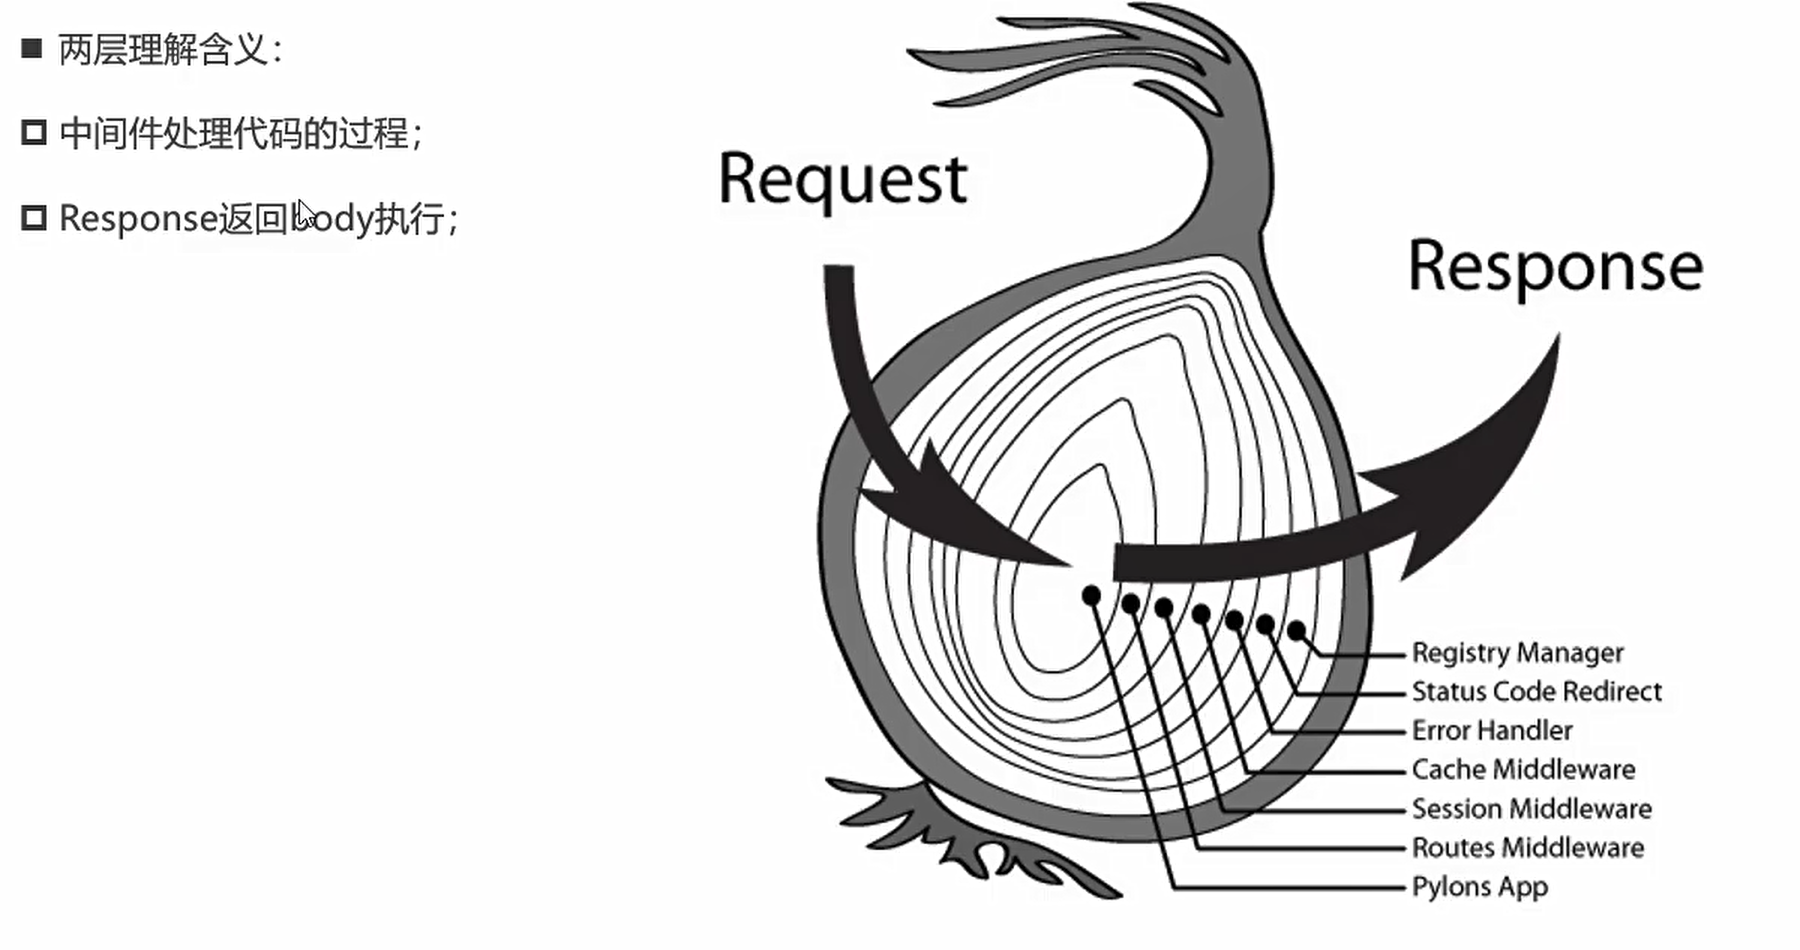 两层理解含义：
中间件处理代码的过程；
Response返回body执行；
Request
Response
Registry Manager
Status Code Redirect
Error Handler
Cache Middleware
Session Middleware
Routes Middleware
Pylons App